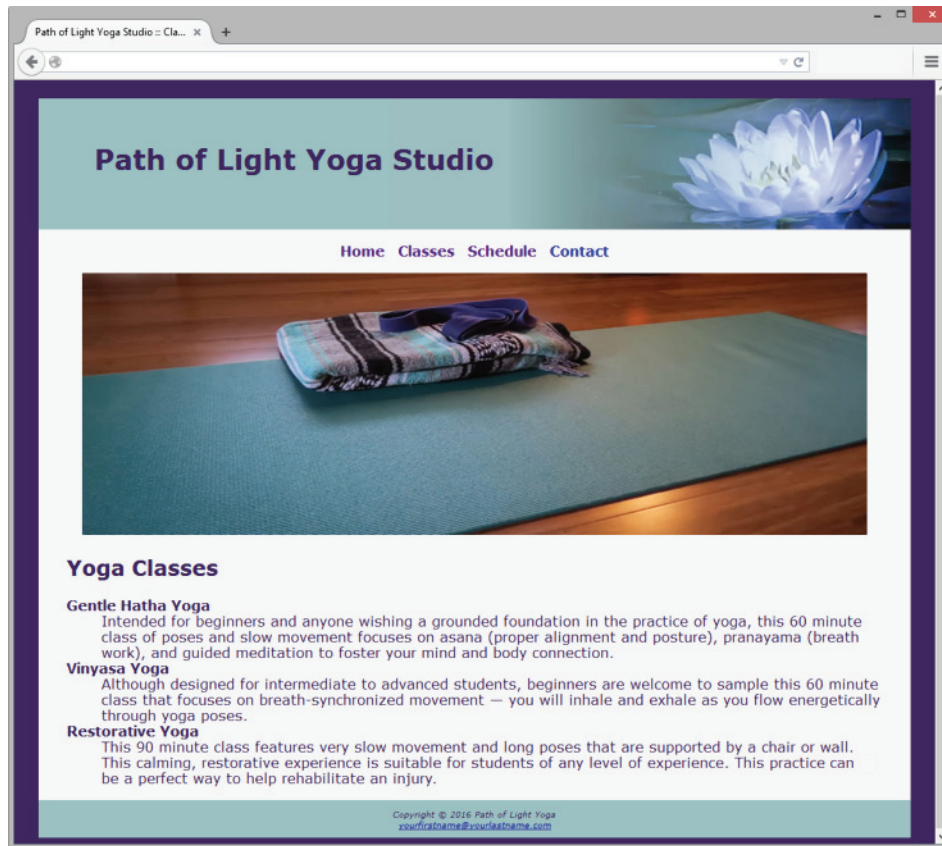 Path of Light Yoga Studio :: Cla...
Path of Light Yoga Studio
Home Classes Schedule Contact
Yoga Classes
Gentle Hatha Yoga
Intended for beginners and anyone wishing a grounded foundation in the practice of yoga, this 60 minute
class of poses and slow movement focuses on asana (proper alignment and posture), pranayama (breath
work), and guided meditation to foster your mind and body connection.
Vinyasa Yoga
Although designed for intermediate to advanced students, beginners are welcome to sample this 60 minute
class that focuses on breath-synchronized movement — you will inhale and exhale as you flow energetically
through yoga poses.
Restorative Yoga
This 90 minute class features very slow movement and long poses that are supported by a chair or wall.
This calming, restorative experience is suitable for students of any level of experience. This practice can
be a perfect way to help rehabilitate an injury.
Copyright © 2016 Path of Light Yoga
yourfirstname@yourlastname.com